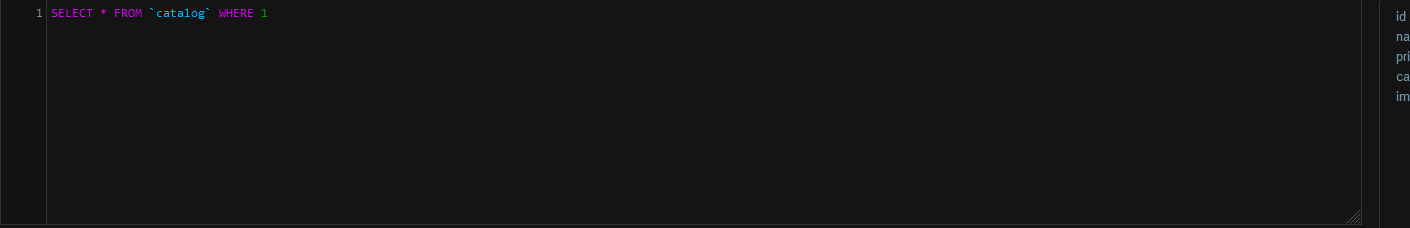 1 SELECT * FROM `catalog` WHERE 1
id
na
pri
ca
im